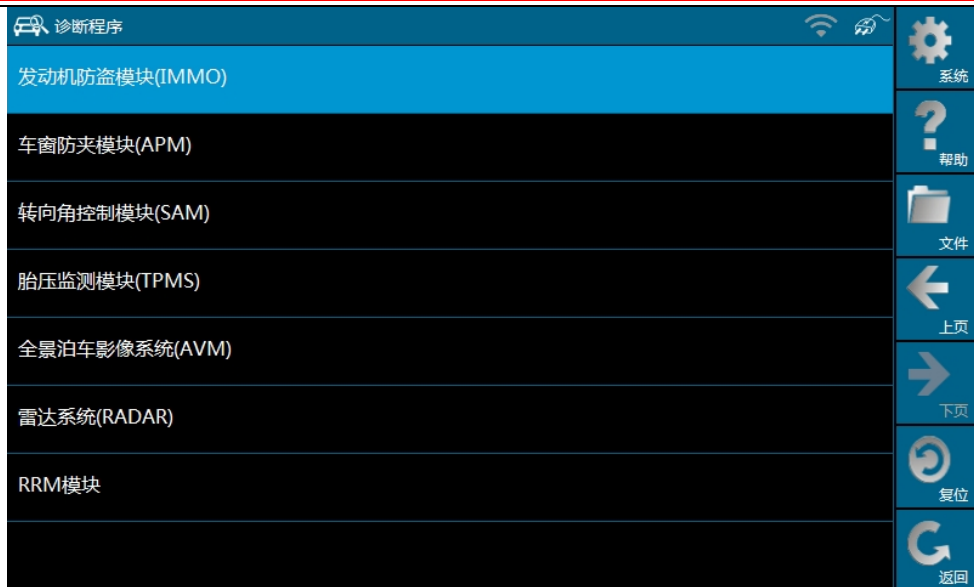 诊断程序
发动机防盗模块(IMMO)
车窗防夹模块(APM)
转向角控制模块(SAM)
胎压监测模块(TPMS)
全景泊车影像系统(AVM)
雷达系统(RADAR)
RRM模块
系统
帮助
文件
上页
下页
复位
返回